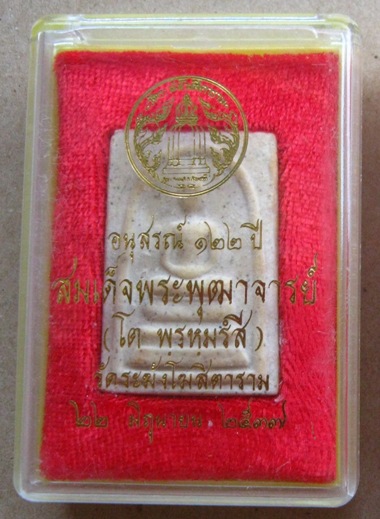 อนุสรณ์ ๑๒๒ ปี
สมเด็จพระพุฒาจารย์
(โต พรหมรํสี)
วัดระฆังโฆสิตาราม
๒๒ มิถุนายน ๒๕๓๗